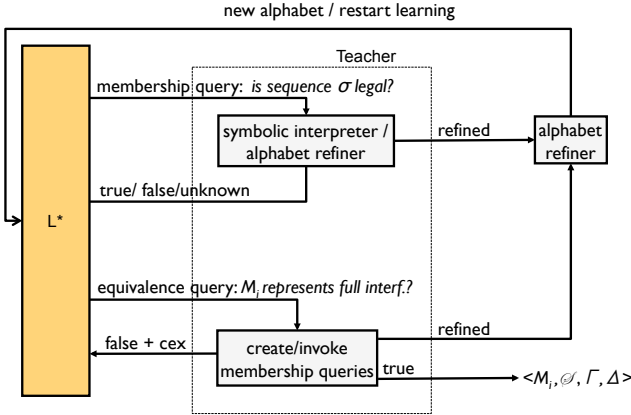 new alphabet / restart learning
Teacher
membership query: is sequence σ legal?
symbolic interpreter /
alphabet refiner
refined
alphabet
refiner
true/ false/unknown
L*
equivalence query: Mi represents full interf.?
refined
false + cex
create/invoke
membership queries
true
<Mi, 𝒮, Γ, Δ>